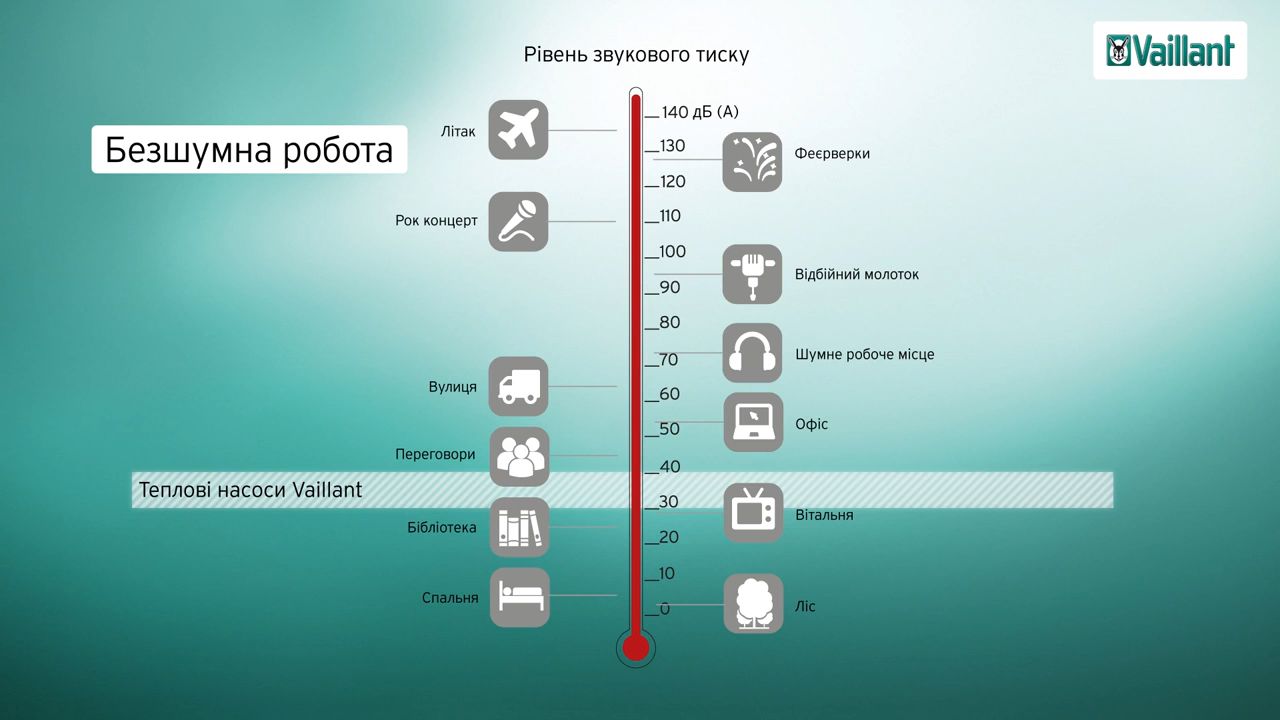 Vaillant
Рівень звукового тиску
Безшумна робота
140 дБ (А)
Літак
130
Феєрверки
120
110
Рок концерт
100
Відбійний молоток
90
80
Шумне робоче місце
70
Вулиця
60
Офіс
50
Переговори
40
Теплові насоси Vaillant
30
Вітальня
Бібліотека
20
10
Спальня
Ліс
0